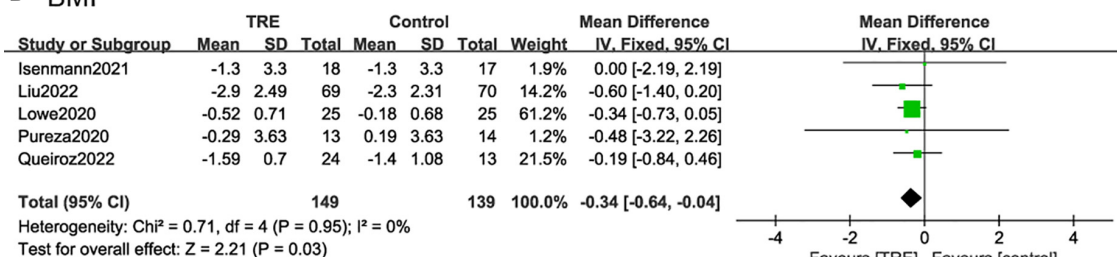 BMI
TRE Control Mean Difference Mean Difference
Study or Subgroup Mean SD Total Mean SD Total Weight IV, Fixed, 95% CI IV, Fixed, 95% CI
Isenmann2021 -1.3 3.3 18 -1.3 3.3 17 1.9% 0.00 [-2.19, 2.19]
Liu2022 -2.9 2.49 69 -2.3 2.31 70 14.2% -0.60 [-1.40, 0.20]
Lowe2020 -0.52 0.71 25 -0.18 0.68 25 61.2% -0.34 [-0.73, 0.05]
Pureza2020 -0.29 3.63 13 0.19 3.63 14 1.2% -0.48 [-3.22, 2.26]
Queiroz2022 -1.59 0.7 24 -1.4 1.08 13 21.5% -0.19 [-0.84, 0.46]
Total (95% CI) 149 139 100.0% -0.34 [-0.64, -0.04]
Heterogeneity: Chi² = 0.71, df = 4 (P = 0.95); I² = 0%
Test for overall effect: Z = 2.21 (P = 0.03)
-4 -2 0 2 4
Favours [TRE] Favours [control]